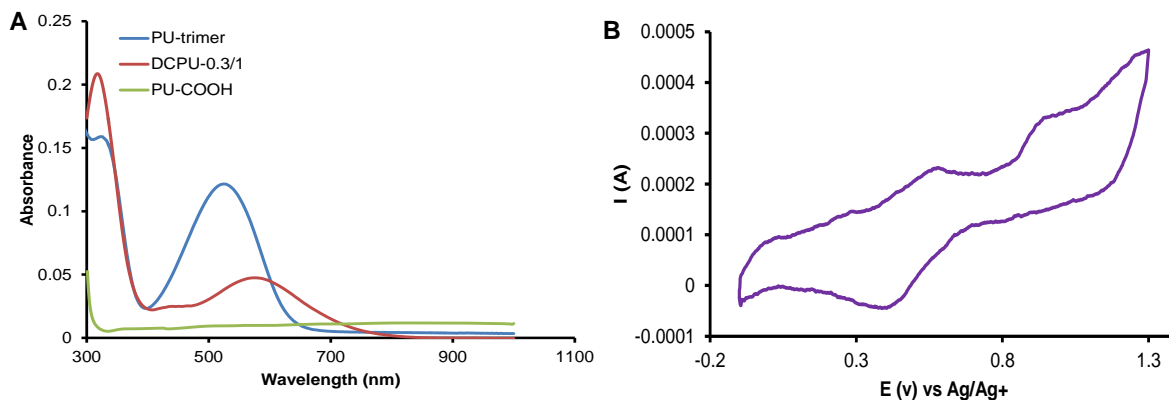 A
PU-trimer
DCPU-0.3/1
PU-COOH
Absorbance
0.25
0.2
0.15
0.1
0.05
0
300
500
700
900
1100
Wavelength (nm)
B
I (A)
0.0005
0.0004
0.0003
0.0002
0.0001
0
-0.0001
-0.2
0.3
0.8
1.3
E (v) vs Ag/Ag+